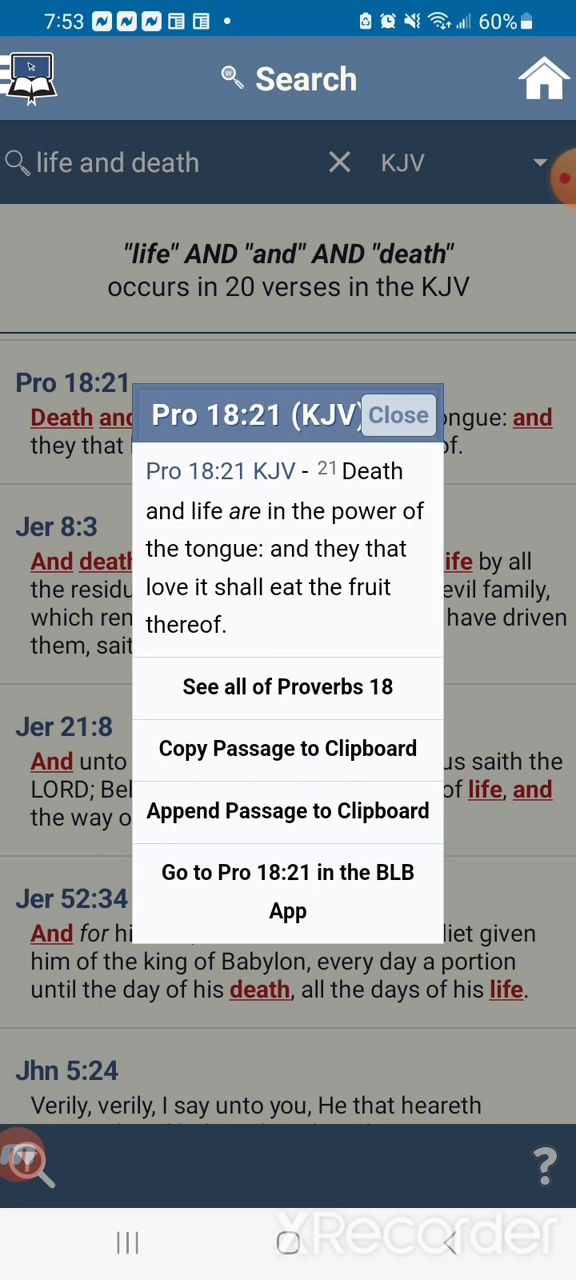 7:53 60%
Search
life and death KJV
"life" AND "and" AND "death"
occurs in 20 verses in the KJV
Pro 18:21
Death and ongue: and
they that of.
Pro 18:21 (KJV) Close
Pro 18:21 KJV - 21 Death
and life are in the power of
the tongue: and they that
love it shall eat the fruit
thereof.
See all of Proverbs 18
Copy Passage to Clipboard
Append Passage to Clipboard
Go to Pro 18:21 in the BLB
App
Jer 8:3
And death ife by all
the residu evil family,
which ren have driven
them, sait
Jer 21:8
And unto us saith the
LORD; Beh of life, and
the way o
Jer 52:34
And for hi diet given
him of the king of Babylon, every day a portion
until the day of his death, all the days of his life.
Jhn 5:24
Verily, verily, I say unto you, He that heareth
?
XRecorder